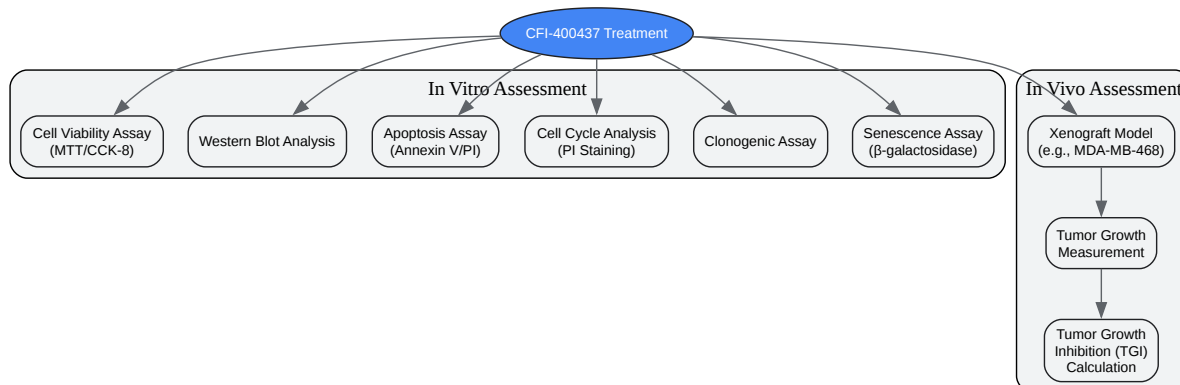 CFI-400437 Treatment
In Vitro Assessment
In Vivo Assessment
Cell Viability Assay
(MTT/CCK-8)
Western Blot Analysis
Apoptosis Assay
(Annexin V/PI)
Cell Cycle Analysis
(PI Staining)
Clonogenic Assay
Senescence Assay
(β-galactosidase)
Xenograft Model
(e.g., MDA-MB-468)
Tumor Growth
Measurement
Tumor Growth
Inhibition (TGI)
Calculation